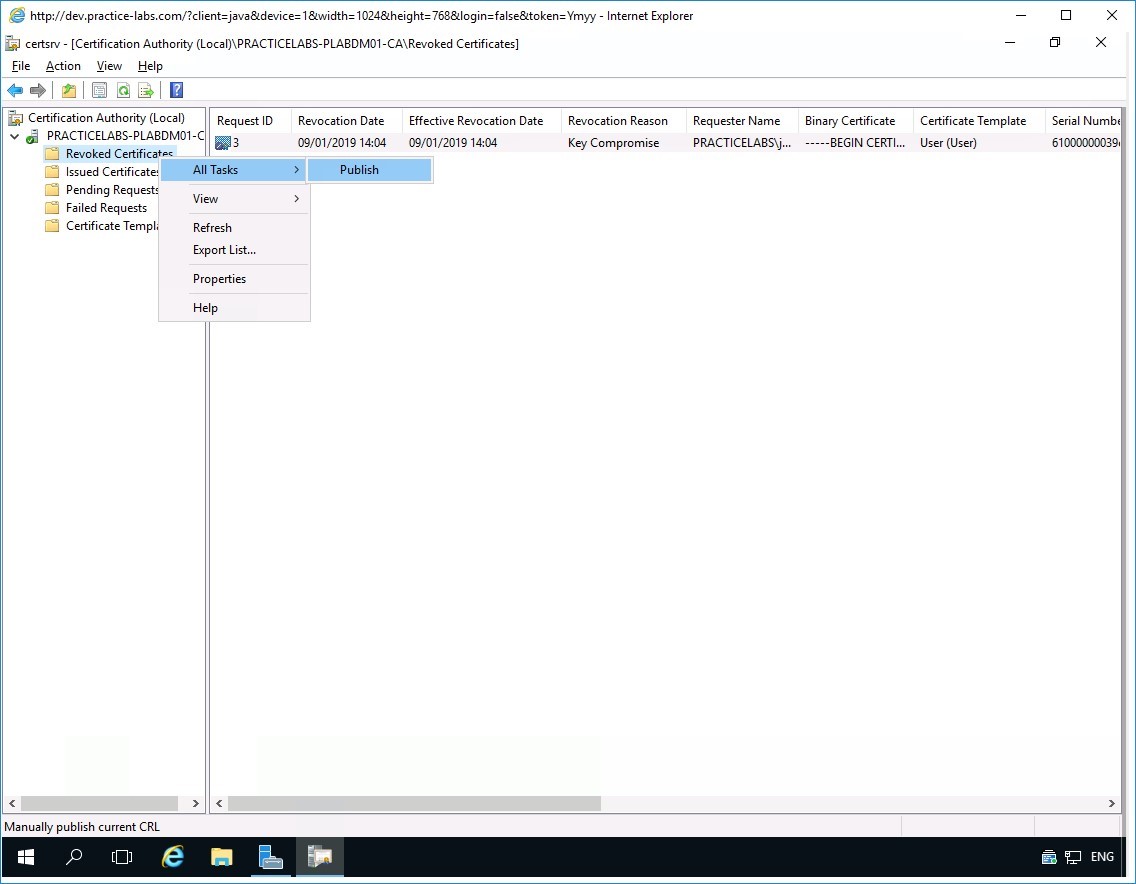 http://dev.practice-labs.com/?client=java&device=1&width=1024&height=768&login=false&token=Ymyy - Internet Explorer
certsrv - [Certification Authority (Local)\PRACTICELABS-PLABDM01-CA\Revoked Certificates]
File Action View Help
Certification Authority (Local)
PRACTICELABS-PLABDM01-C
Revoked Certificates
Issued Certificates
Pending Requests
Failed Requests
Certificate Templa
Request ID Revocation Date Effective Revocation Date Revocation Reason Requester Name Binary Certificate Certificate Template Serial Numbe
3 09/01/2019 14:04 09/01/2019 14:04 Key Compromise PRACTICELABS\j... -----BEGIN CERTI... User (User) 61000000039
All Tasks
Publish
View
Refresh
Export List...
Properties
Help
Manually publish current CRL
ENG